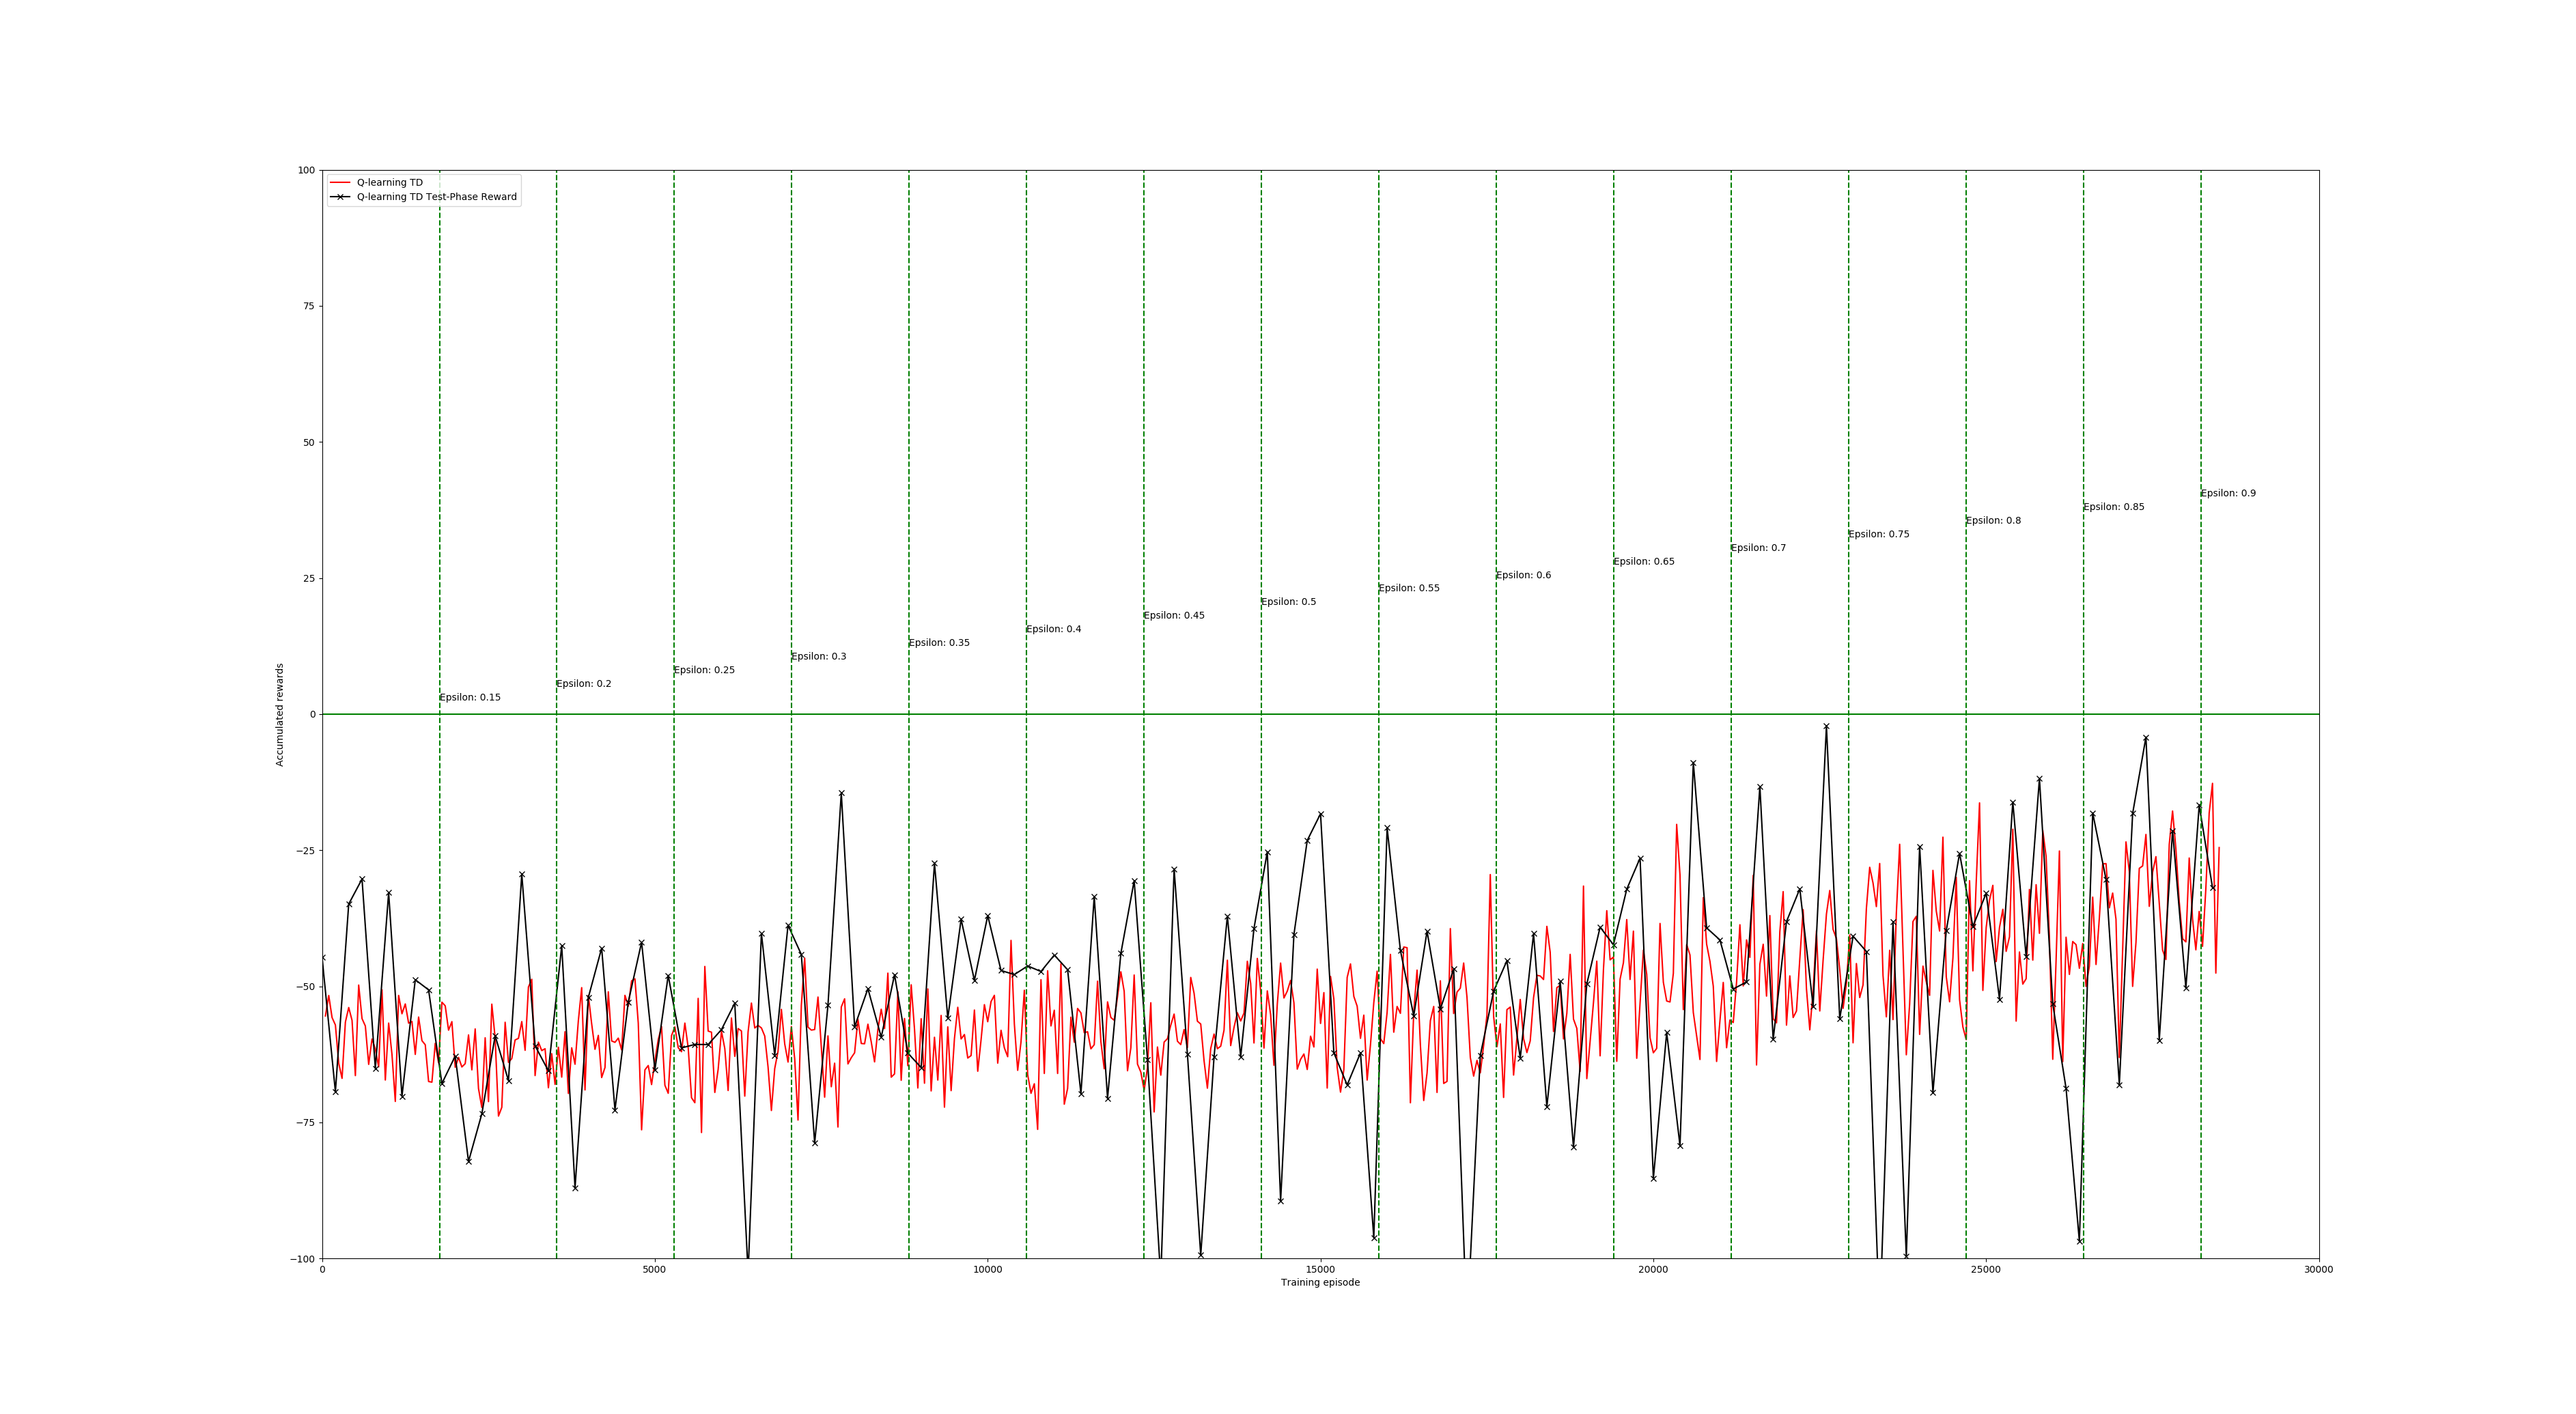 Q-learning TD
Q-learning TD Test-Phase Reward
100
75
50
25
0
−25
−50
−75
−100
Accumulated rewards
Epsilon: 0.15
Epsilon: 0.2
Epsilon: 0.25
Epsilon: 0.3
Epsilon: 0.35
Epsilon: 0.4
Epsilon: 0.45
Epsilon: 0.5
Epsilon: 0.55
Epsilon: 0.6
Epsilon: 0.65
Epsilon: 0.7
Epsilon: 0.75
Epsilon: 0.8
Epsilon: 0.85
Epsilon: 0.9
0
5000
10000
15000
20000
25000
30000
Training episode